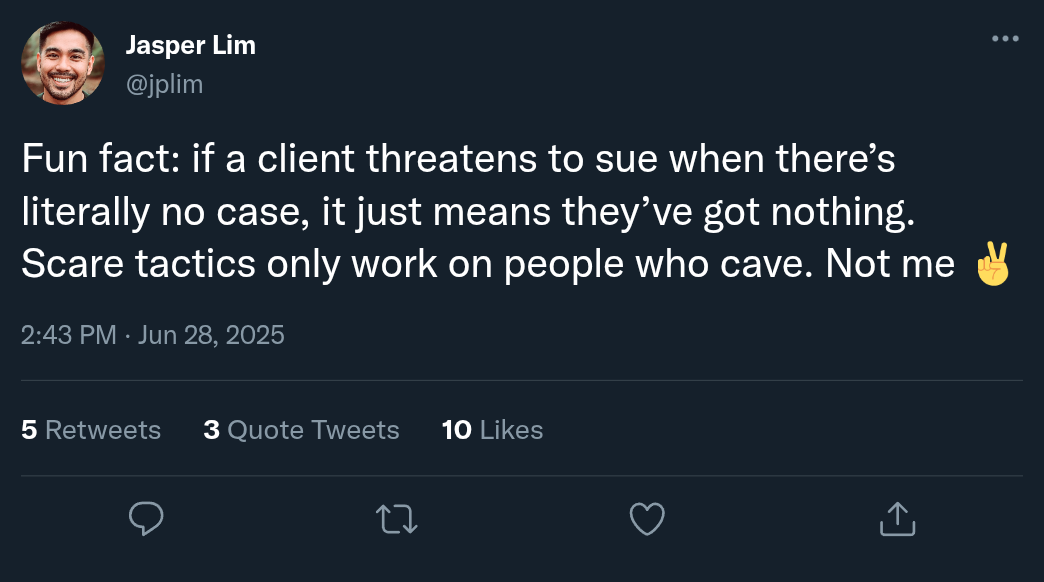 Jasper Lim
@jplim
Fun fact: if a client threatens to sue when there’s
literally no case, it just means they’ve got nothing.
Scare tactics only work on people who cave. Not me ✌️
2:43 PM · Jun 28, 2025
5 Retweets 3 Quote Tweets 10 Likes